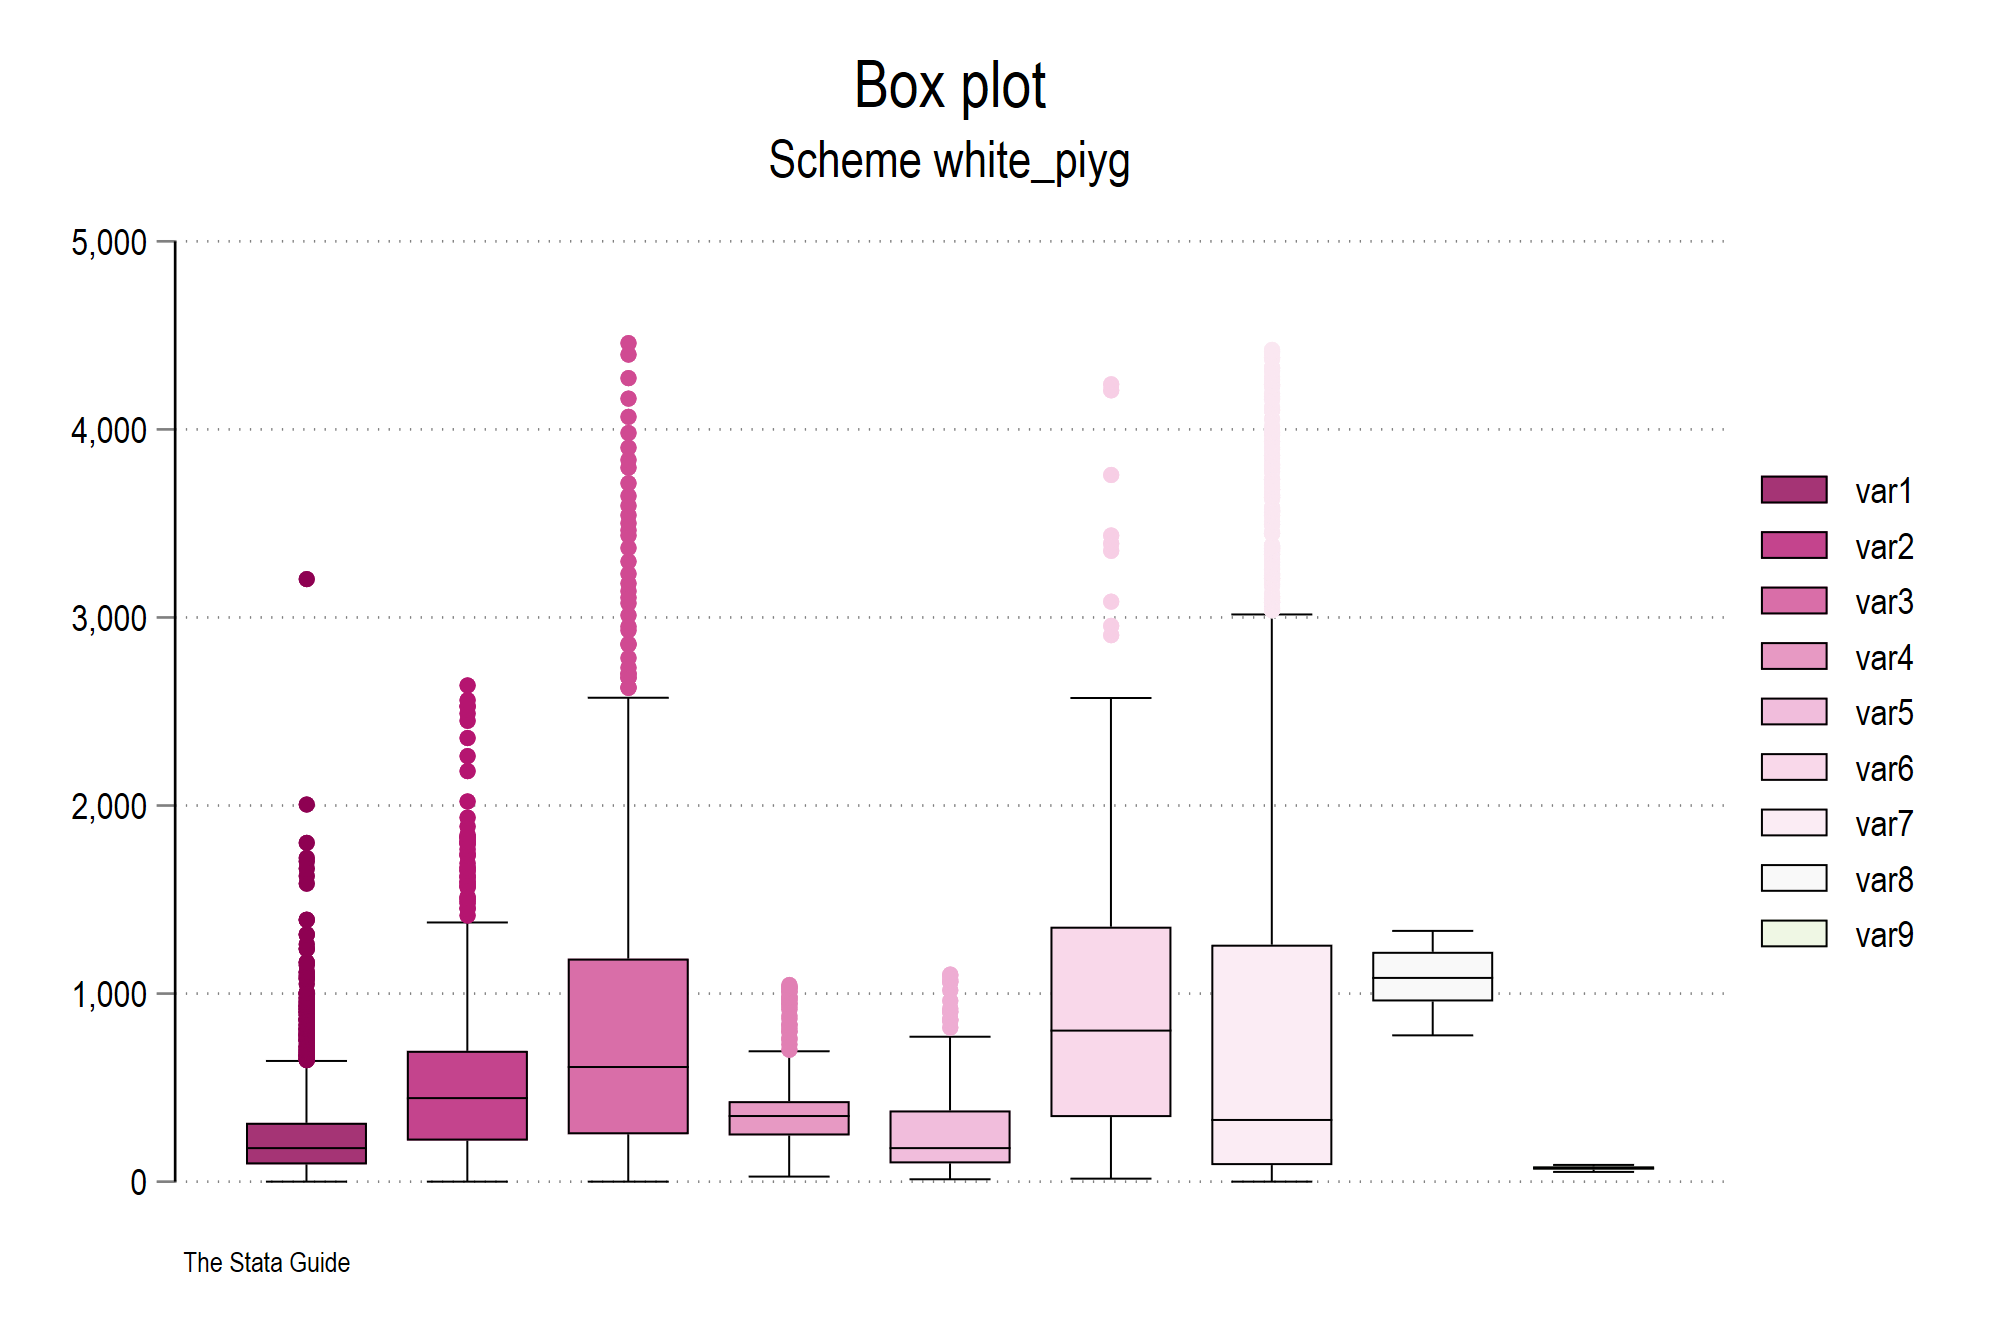 Box plot
Scheme white_piyg
5,000
4,000
3,000
2,000
1,000
0
var1
var2
var3
var4
var5
var6
var7
var8
var9
The Stata Guide